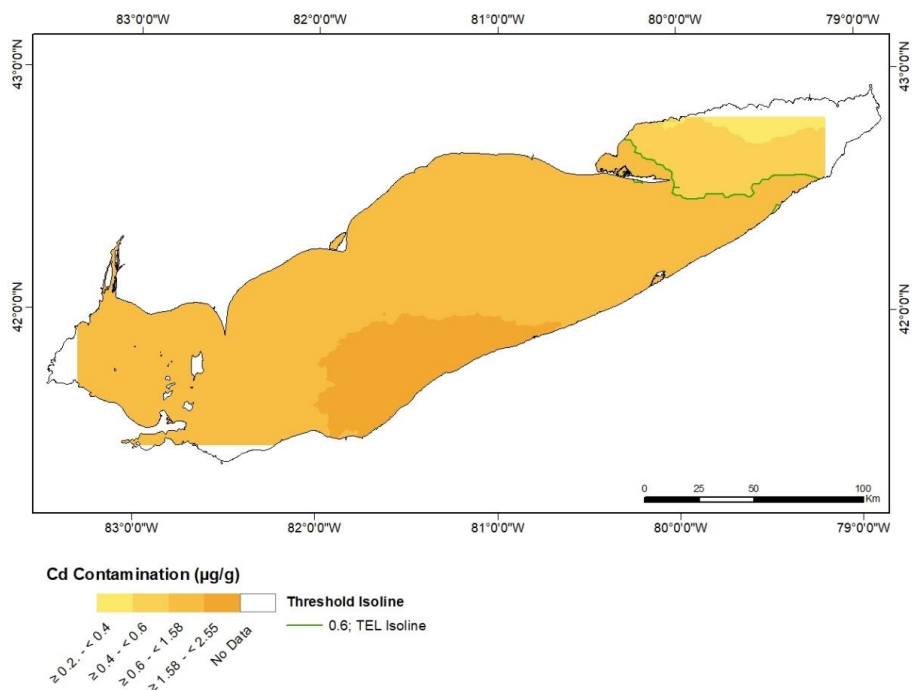 83°0'0"W 82°0'0"W 81°0'0"W 80°0'0"W 79°0'0"W
43°0'0"N 43°0'0"N
42°0'0"N 42°0'0"N
0 25 50 100
Km
83°0'0"W 82°0'0"W 81°0'0"W 80°0'0"W 79°0'0"W
Cd Contamination (µg/g)
≥ 0.2. - < 0.4
≥ 0.4 - < 0.6
≥ 0.6 - < 1.58
≥ 1.58 - < 2.55
No Data
Threshold Isoline
0.6; TEL Isoline